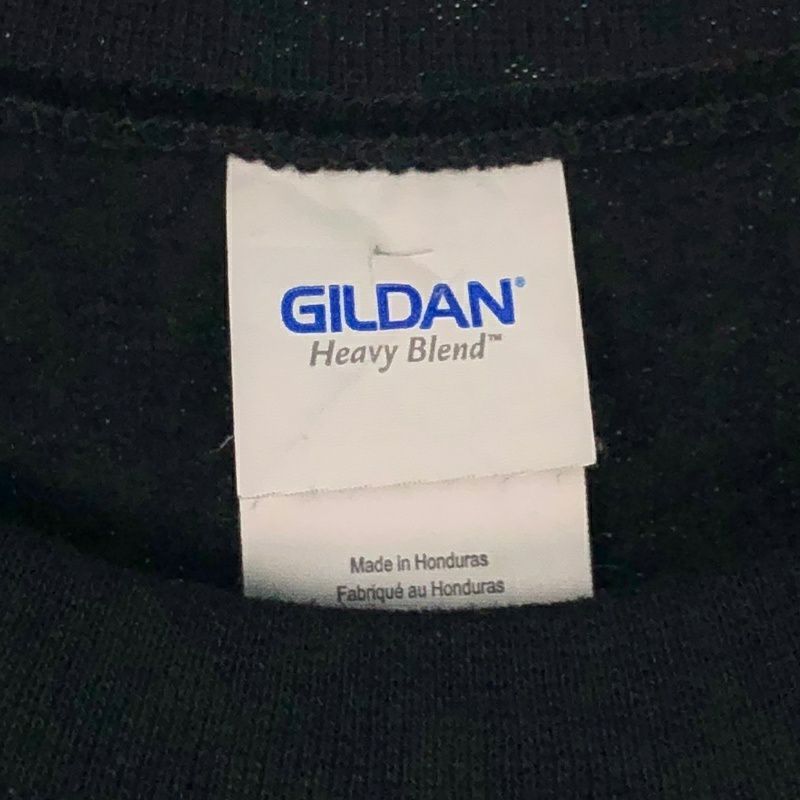 GILDAN®
Heavy Blend™
Made in Honduras
Fabriqué au Honduras